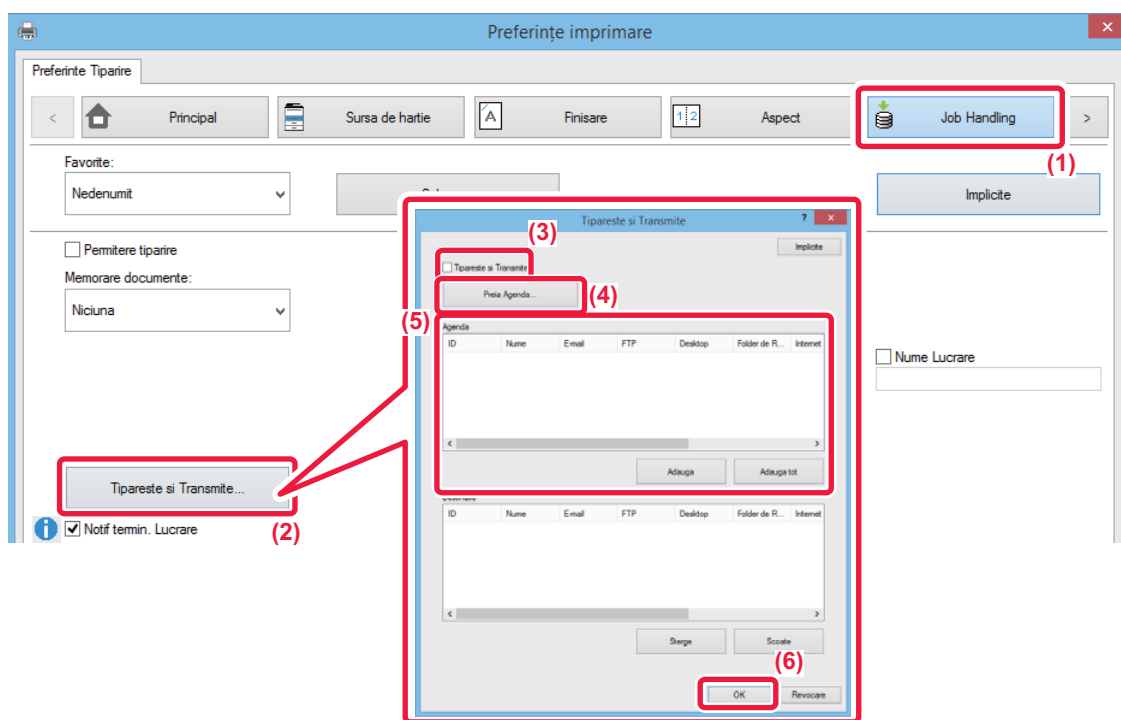 Preferințe imprimare
Preferinte Tiparire
< Principal Sursa de hartie A Finisare 1 2 Aspect Job Handling >
(1)
Favorite:
Nedenumit
Implicite
Permitere tiparire
Memorare documente:
Niciuna
Nume Lucrare
Tipareste si Transmite...
(2)
Notif termin. Lucrare
Tipareste si Transmite ?
(3)
Implicite
Tipareste si Transmite
Preia Agenda...
(4)
(5)
Agenda
ID Nume E-mail FTP Desktop Folder de R... Internet
Adauga Adauga tot
ID Nume E-mail FTP Desktop Folder de R... Internet
Sterge Scoate
(6)
OK Revocare